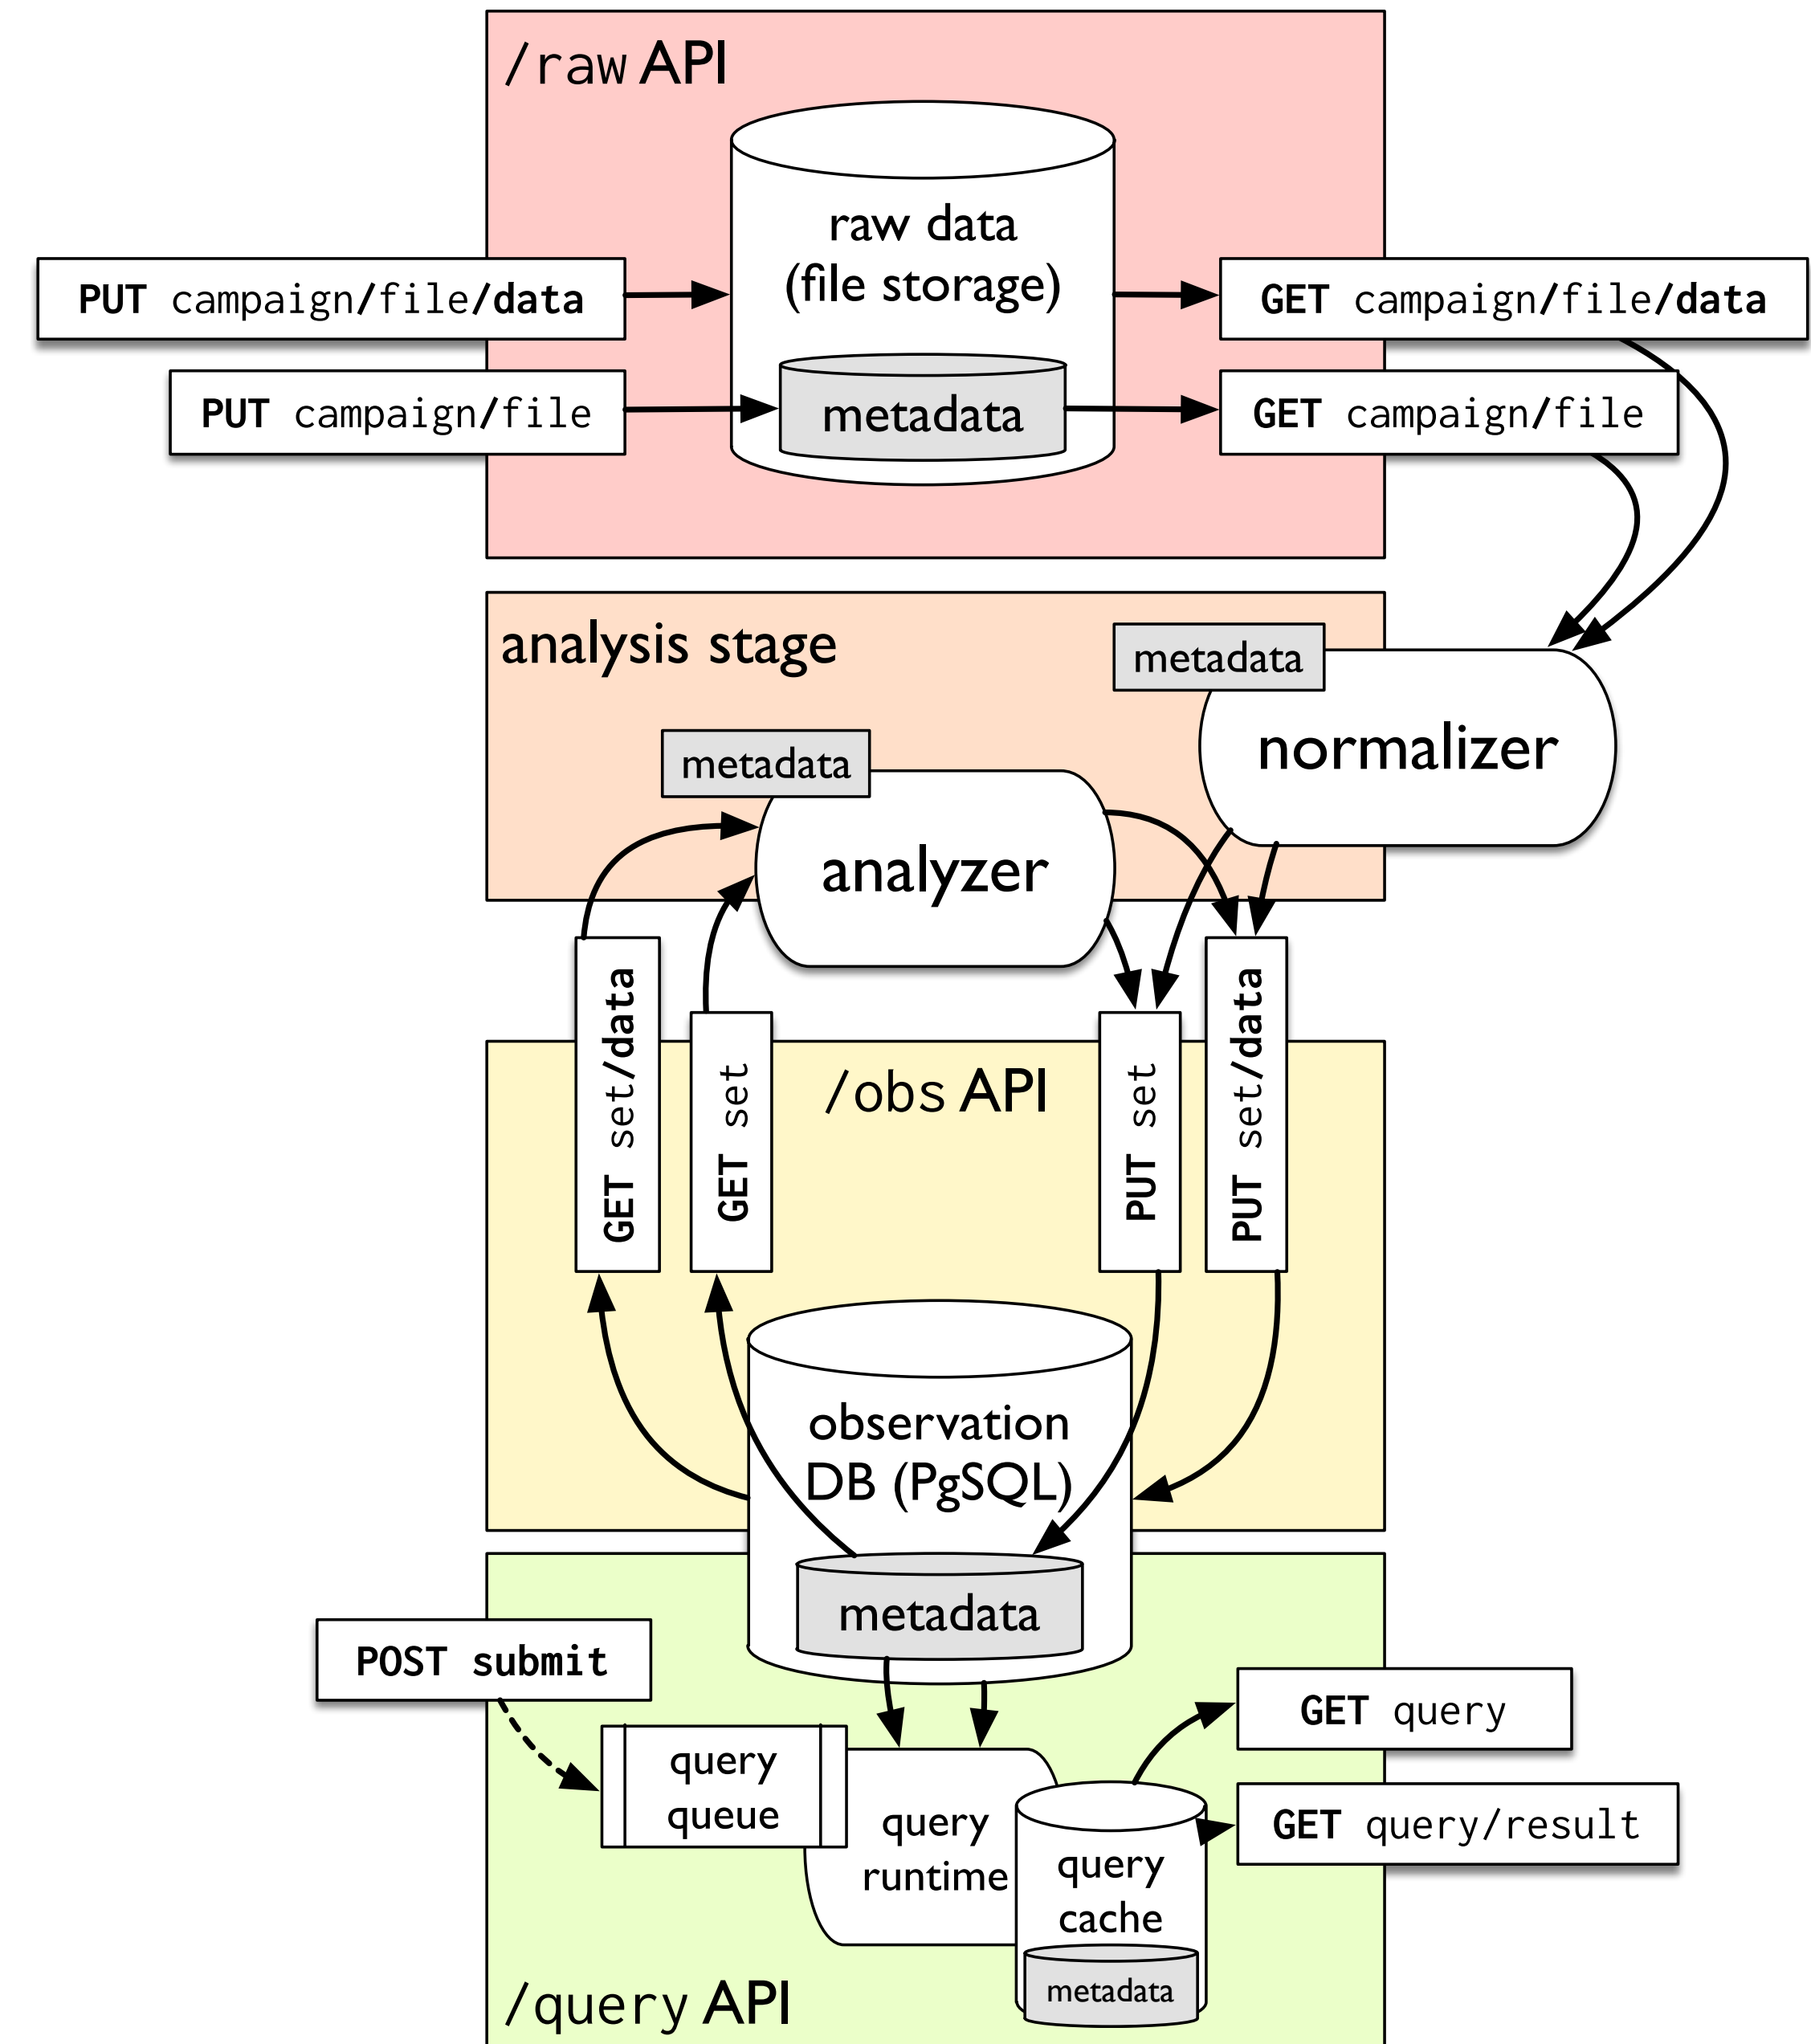 /raw API
raw data
(file storage)
PUT campaign/file/data
GET campaign/file/data
PUT campaign/file
metadata
GET campaign/file
analysis stage
metadata
normalizer
metadata
analyzer
GET set/data
GET set
PUT set
PUT set/data
/obs API
observation
DB (PgSQL)
metadata
POST submit
GET query
query
queue
query
runtime
GET query/result
query
cache
metadata
/query API